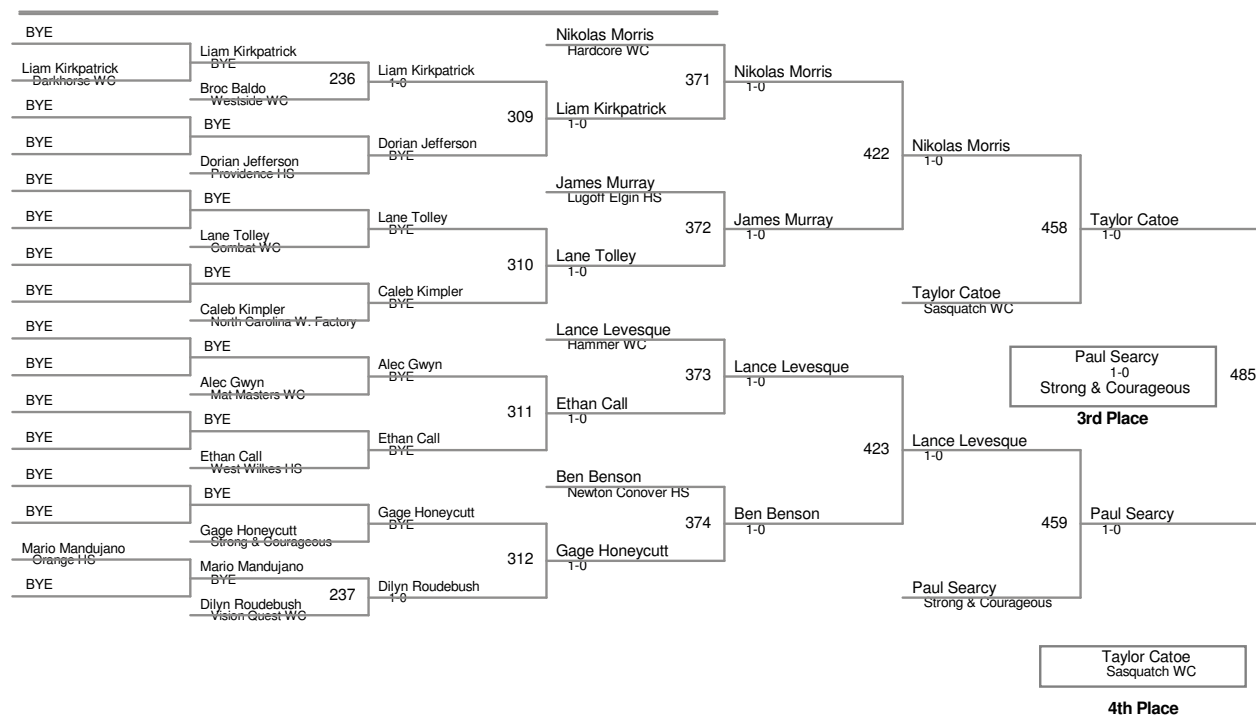 BYE
Liam Kirkpatrick
Darkhorse WC
BYE
BYE
BYE
BYE
BYE
BYE
BYE
BYE
BYE
BYE
BYE
BYE
Mario Mandujano
Orange HS
BYE
Liam Kirkpatrick
BYE
236
Broc Baldo
Westside WC
BYE
Dorian Jefferson
Providence HS
BYE
Lane Tolley
Combat WC
BYE
Caleb Kimpler
North Carolina W. Factory
BYE
Alec Gwyn
Mat Masters WC
BYE
Ethan Call
West Wilkes HS
BYE
Gage Honeycutt
Strong & Courageous
Mario Mandujano
BYE
237
Dilyn Roudebush
Vision Quest WC
Liam Kirkpatrick
1-0
309
Dorian Jefferson
BYE
Lane Tolley
BYE
310
Caleb Kimpler
BYE
Alec Gwyn
BYE
311
Ethan Call
BYE
Gage Honeycutt
BYE
312
Dilyn Roudebush
1-0
Nikolas Morris
Hardcore WC
371
Liam Kirkpatrick
1-0
James Murray
Lugoff Elgin HS
372
Lane Tolley
1-0
Lance Levesque
Hammer WC
373
Ethan Call
1-0
Ben Benson
Newton Conover HS
374
Gage Honeycutt
1-0
Nikolas Morris
1-0
422
James Murray
1-0
Lance Levesque
1-0
423
Ben Benson
1-0
Nikolas Morris
1-0
458
Taylor Catoe
Sasquatch WC
Lance Levesque
1-0
459
Paul Searcy
Strong & Courageous
Taylor Catoe
1-0
Paul Searcy
1-0
Strong & Courageous
485
3rd Place
Paul Searcy
1-0
Taylor Catoe
Sasquatch WC
4th Place